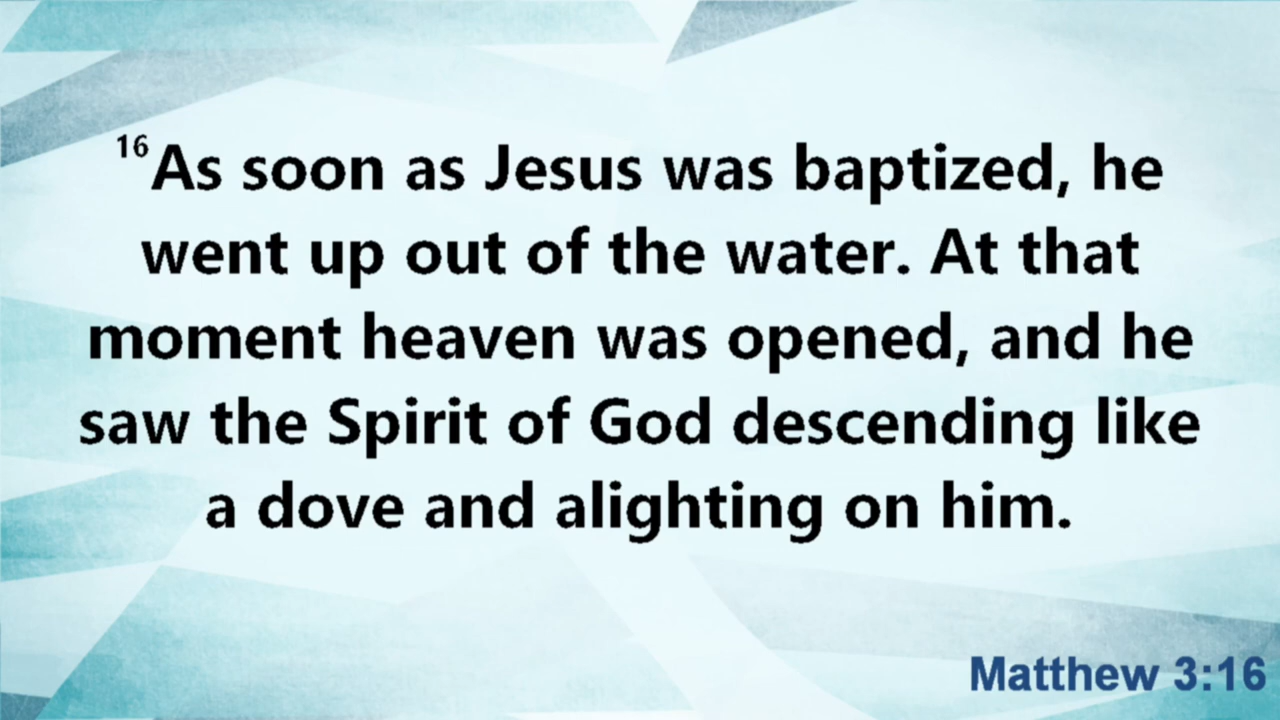 16As soon as Jesus was baptized, he
went up out of the water. At that
moment heaven was opened, and he
saw the Spirit of God descending like
a dove and alighting on him.
Matthew 3:16